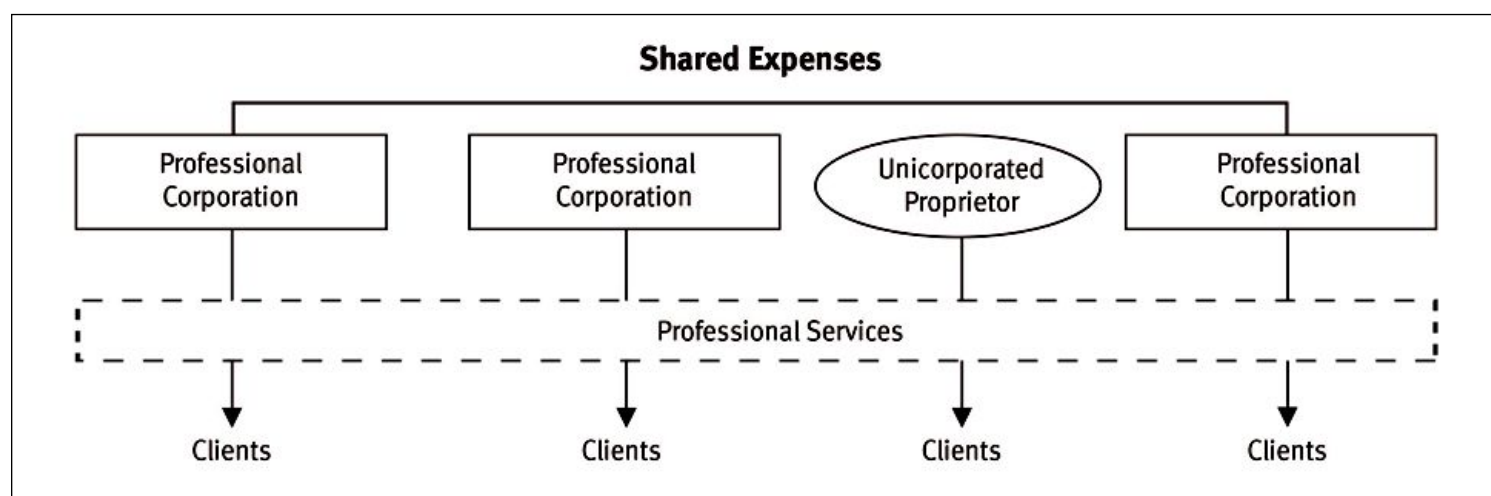 Shared Expenses
Professional
Corporation
Professional
Corporation
Unicorporated
Proprietor
Professional
Corporation
Professional Services
Clients
Clients
Clients
Clients